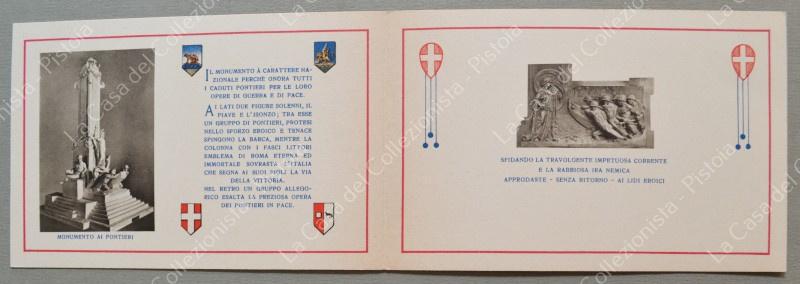 IL MONUMENTO À CARATTERE NA-
ZIONALE PERCHÈ ONORA TUTTI
I CADUTI PONTIERI PER LE LORO
OPERE DI GUERRA E DI PACE.
AI LATI DUE FIGURE SOLENNI, IL
PIAVE E L'ISONZO; TRA ESSE
UN GRUPPO DI PONTIERI, PROTESI
NELLO SFORZO EROICO E TENACE
SPINGONO LA BARCA, MENTRE LA
COLONNA CON I FASCI LITTORI
EMBLEMA DI ROMA ETERNA ED
IMMORTALE SOVRASTA L'ITALIA
CHE SEGNA AI SUOI FIGLI LA VIA
DELLA VITTORIA.
NEL RETRO UN GRUPPO ALLEGO-
RICO ESALTA LA PREZIOSA OPERA
DEI PONTIERI IN PACE.
MONUMENTO AI PONTIERI
SFIDANDO LA TRAVOLGENTE IMPETUOSA CORRENTE
E LA RABBIOSA IRA NEMICA
APPRODASTE - SENZA RITORNO - AI LIDI EROICI
La Casa del Collezionista - Pistoia